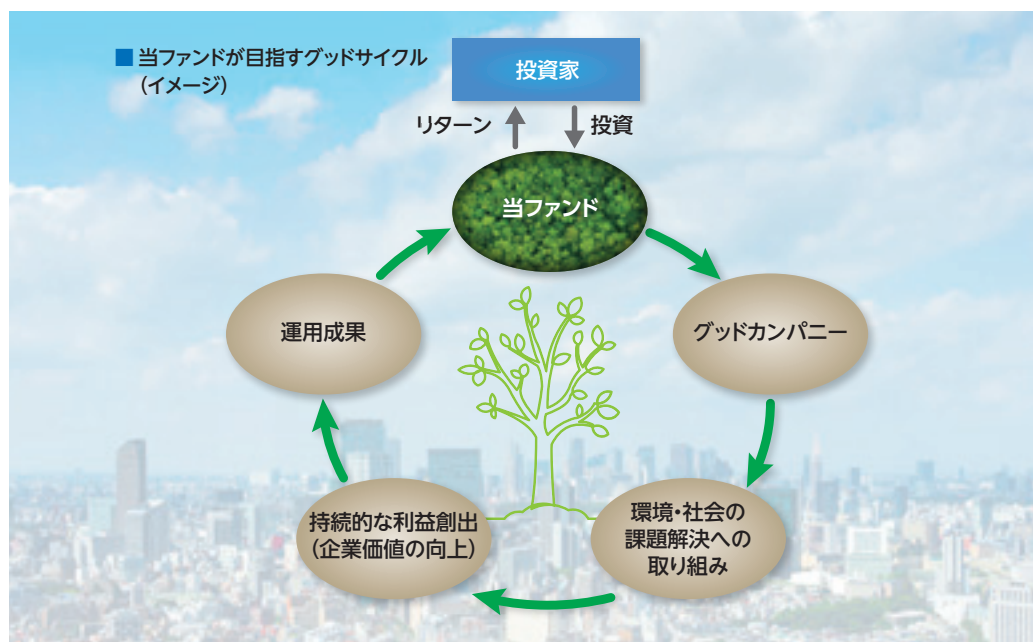 ■ 当ファンドが目指すグッドサイクル
(イメージ)
投資家
リターン
投資
当ファンド
運用成果
グッドカンパニー
持続的な利益創出
(企業価値の向上)
環境・社会の
課題解決への
取り組み